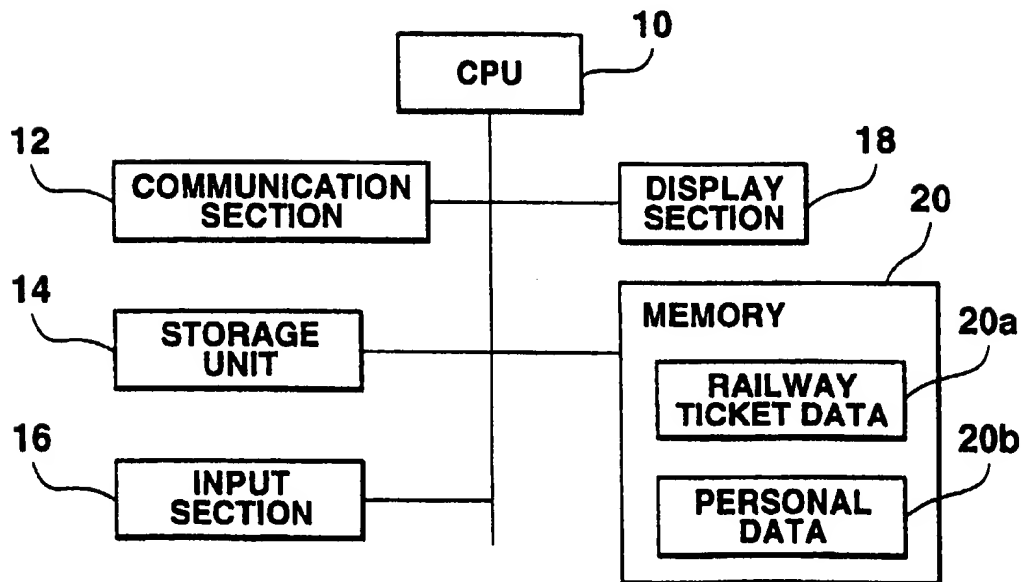 10
CPU
12
COMMUNICATION
SECTION
18
DISPLAY
SECTION
20
14
STORAGE
UNIT
MEMORY
20a
RAILWAY
TICKET DATA
16
INPUT
SECTION
20b
PERSONAL
DATA